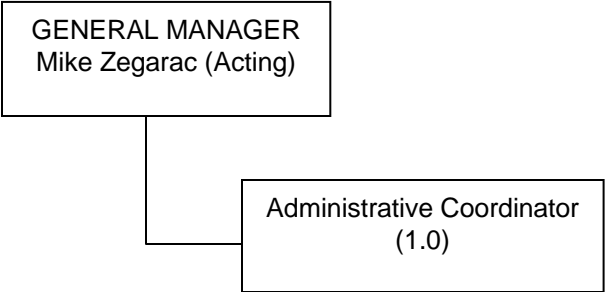 GENERAL MANAGER
Mike Zegarac (Acting)
Administrative Coordinator
(1.0)